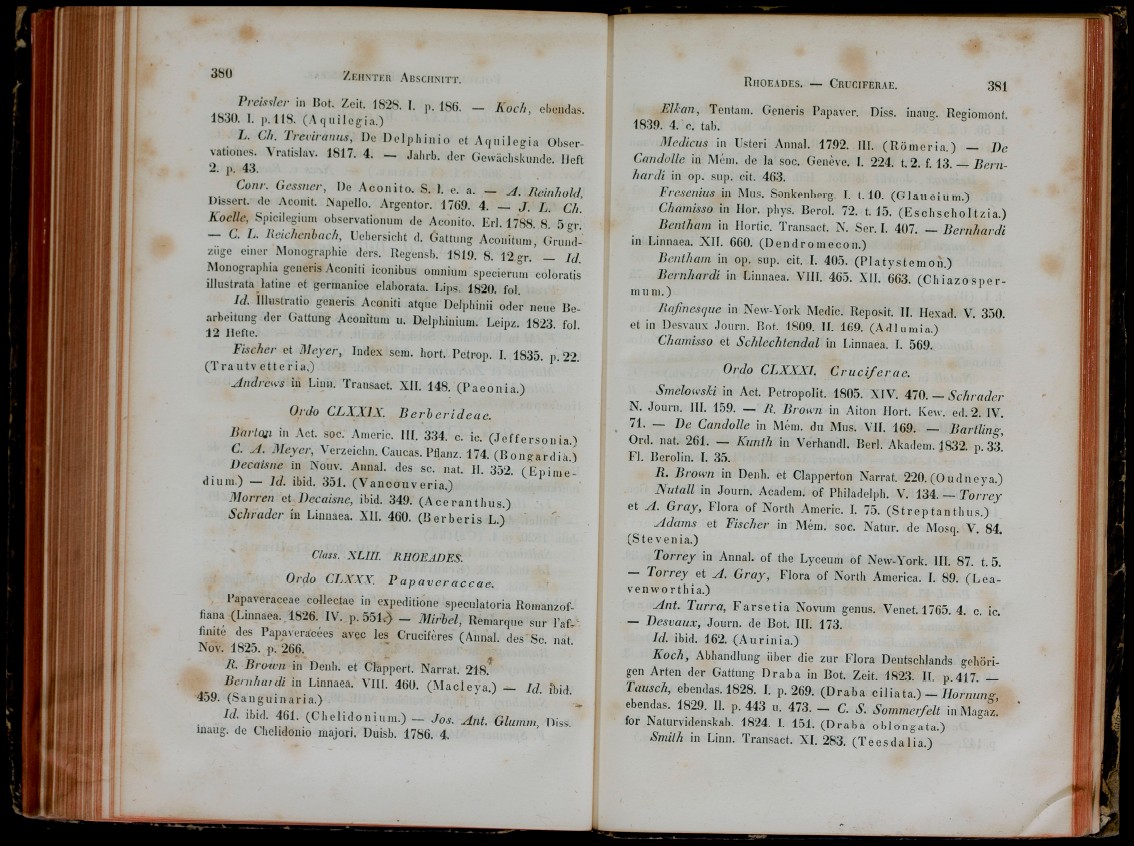 380
ZEHNTER ABSCHNITT.
Preissler in Bot. Zeit. 1828. I. p. 186. — Koch, ebendas.
1830. I. p. 118. (Aquilegia.)
L. Ch. Treviranus, De Delphinio et Aquilegia Obser-
vationes. Vratislav. 1817. 4. — Jahrb. der Gewächskunde. Heft
2. p. 43.
Conr. Gessner, De Aconito. S. l. e. a. — A. Reinhold,
Dissert. de Aconit. Napello. Argentor. 1769. 4. — J. L. Ch.
Koelle, Spicilegium observationum de Aconito. Erl. 1788. 8. 5 gr.
— C. L. Reichenbach, Uebersicht d. Gattung Aconitum, Grund-
züge einer Monographie ders. Regensb. 1819. 8. 12 gr. — Id.
Monographia generis Aconiti iconibus omnium specierum coloratis
illustrata latine et germanice elaborata. Lips. 1820. fol.
Id. Illustratio generis Aconiti atque Delphinii oder neue Be-
arbeitung der Gattung Aconitum u. Delphinium. Leipz. 1823. fol.
12 Hefte.
Fischer et Meyer, Index sem. hort. Petrop. I. 1835. p. 22.
(Trautvetteria.)
Andrews in Linn. Transact. XII. 148. (Paeonia.)
Ordo CLXXIX. Berberideae.
Barton in Act. soc. Americ. III. 334. c. ic. (Jeffersonia.)
C. A. Meyer, Verzeichn. Caucas. Pflanz. 174. (Bongardia.)
Decaisne in Nouv. Annal. des sc. nat. II. 352. (Epime-
dium.) — Id. ibid. 351. (Vancouveria.)
Morren et Decaisne, ibid. 349. (Aceranthus.)
Schrader in Linnaea. XII. 460. (Berberis L.)
Class. XLIII. RHOEADES.
Ordo CLXXX. Papaveraceae.
Papaveraceae collectae in expeditione speculatoria Romanzof-
fiana (Linnaea. 1826. IV. p. 551.) — Mirbel, Remarque sur l'af-
finité des Papaveracées avec les Crucifères (Annal. des Sc. nat.
Nov. 1825. p. 266.
R. Brown in Denh. et Clappert. Narrat. 218.
Bernhardi in Linnaea. VIII. 460. (Macleya.) — Id. ibid.
459. (Sanguinaria.)
Id. ibid. 461. (Chelidonium.) — Jos. Ant. Glumm, Diss.
inaug. de Chelidonio majori. Duisb. 1786. 4.
RHOEADES. — CRUCIFERAE.
381
Elkan, Tentam. Generis Papaver. Diss. inaug. Regiomont.
1839. 4. c. tab.
Medicus in Usteri Annal. 1792. III. (Römeria.) — De
Candolle in Mém. de la soc. Genève. I. 224. t. 2. f. 13. — Bern-
hardi in op. sup. cit. 463.
Fresenius in Mus. Senkenberg. I. t. 10. (Glaucium.)
Chamisso in Hor. phys. Berol. 72. t. 15. (Eschscholtzia.)
Bentham in Hortic. Transact. N. Ser. I. 407. — Bernhardi
in Linnaea. XII. 660. (Dendromecon.)
Bentham in op. sup. cit. I. 405. (Platystemon.)
Bernhardi in Linnaea. VIII. 465. XII. 663. (Chiazosper-
mum.)
Rafinesque in New-York Medic. Reposit. II. Hexad. V. 350.
et in Desvaux Journ. Bot. 1809. II. 169. (Adlumia.)
Chamisso et Schlechtendal in Linnaea. I. 569.
Ordo CLXXXI. Cruciferae.
Smelowski in Act. Petropolit. 1805. XIV. 470. — Schrader
N. Journ. III. 159. — R. Brown in Aiton Hort. Kew. ed. 2. IV.
71. — De Candolle in Mém. du Mus. VII. 169. — Bartling,
Ord. nat. 261. — Kunth in Verhandl. Berl. Akadem. 1832. p. 33.
Fl. Berolin. I. 35.
R. Brown in Denh. et Clapperton Narrat. 220. (Oudneya.)
Nutall in Journ. Academ. of Philadelph. V. 134. — Torrey
et A. Gray, Flora of North Americ. I. 75. (Streptanthus.)
Adams et Fischer in Mém. soc. Natur. de Mosq. V. 84.
(Stevenia.)
Torrey in Annal. of the Lyceum of New-York. III. 87. t. 5.
— Torrey et A. Gray, Flora of North America. I. 89. (Lea-
venworthia.)
Ant. Turra, Farsetia Novum genus. Venet. 1765. 4. c. ic.
— Desvaux, Journ. de Bot. III. 173.
Id. ibid. 162. (Aurinia.)
Koch, Abhandlung über die zur Flora Deutschlands gehöri-
gen Arten der Gattung Draba in Bot. Zeit. 1823. II. p. 417. —
Tausch, ebendas. 1828. I. p. 269. (Draba ciliata.) — Hornung,
ebendas. 1829. II. p. 443 u. 473. — C. S. Sommerfelt in Magaz.
for Naturvidenskab. 1824. I. 151. (Draba oblongata.)
Smith in Linn. Transact. XI. 283. (Teesdalia.)